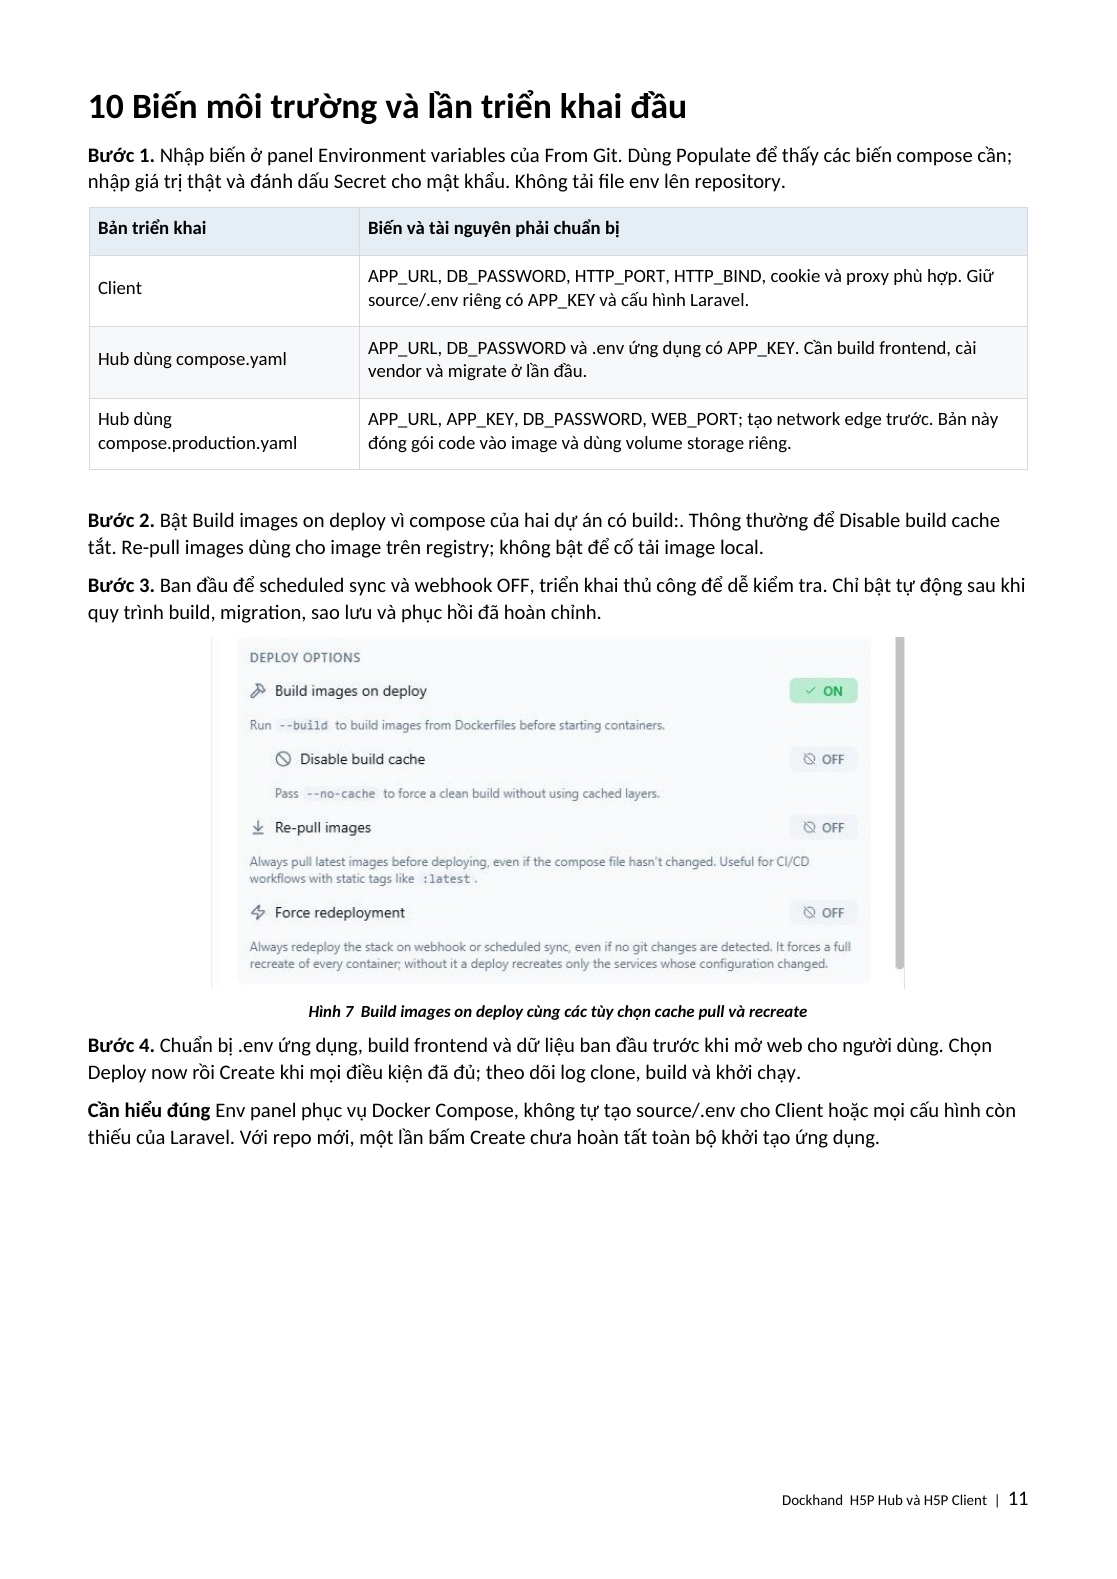 10 Biến môi trường và lần triển khai đầu
Bước 1. Nhập biến ở panel Environment variables của From Git. Dùng Populate để thấy các biến compose cần;
nhập giá trị thật và đánh dấu Secret cho mật khẩu. Không tải file env lên repository.
Bản triển khai
Biến và tài nguyên phải chuẩn bị
Client
APP_URL, DB_PASSWORD, HTTP_PORT, HTTP_BIND, cookie và proxy phù hợp. Giữ
source/.env riêng có APP_KEY và cấu hình Laravel.
Hub dùng compose.yaml
APP_URL, DB_PASSWORD và .env ứng dụng có APP_KEY. Cần build frontend, cài
vendor và migrate ở lần đầu.
Hub dùng
compose.production.yaml
APP_URL, APP_KEY, DB_PASSWORD, WEB_PORT; tạo network edge trước. Bản này
đóng gói code vào image và dùng volume storage riêng.
Bước 2. Bật Build images on deploy vì compose của hai dự án có build:. Thông thường để Disable build cache
tắt. Re-pull images dùng cho image trên registry; không bật để cố tải image local.
Bước 3. Ban đầu để scheduled sync và webhook OFF, triển khai thủ công để dễ kiểm tra. Chỉ bật tự động sau khi
quy trình build, migration, sao lưu và phục hồi đã hoàn chỉnh.
DEPLOY OPTIONS
Build images on deploy
ON
Run --build to build images from Dockerfiles before starting containers.
Disable build cache
OFF
Pass --no-cache to force a clean build without using cached layers.
Re-pull images
OFF
Always pull latest images before deploying, even if the compose file hasn't changed. Useful for CI/CD
workflows with static tags like :latest.
Force redeployment
OFF
Always redeploy the stack on webhook or scheduled sync, even if no git changes are detected. It forces a full
recreate of every container; without it a deploy recreates only the services whose configuration changed.
Hình 7 Build images on deploy cùng các tùy chọn cache pull và recreate
Bước 4. Chuẩn bị .env ứng dụng, build frontend và dữ liệu ban đầu trước khi mở web cho người dùng. Chọn
Deploy now rồi Create khi mọi điều kiện đã đủ; theo dõi log clone, build và khởi chạy.
Cần hiểu đúng Env panel phục vụ Docker Compose, không tự tạo source/.env cho Client hoặc mọi cấu hình còn
thiếu của Laravel. Với repo mới, một lần bấm Create chưa hoàn tất toàn bộ khởi tạo ứng dụng.
Dockhand H5P Hub và H5P Client | 11